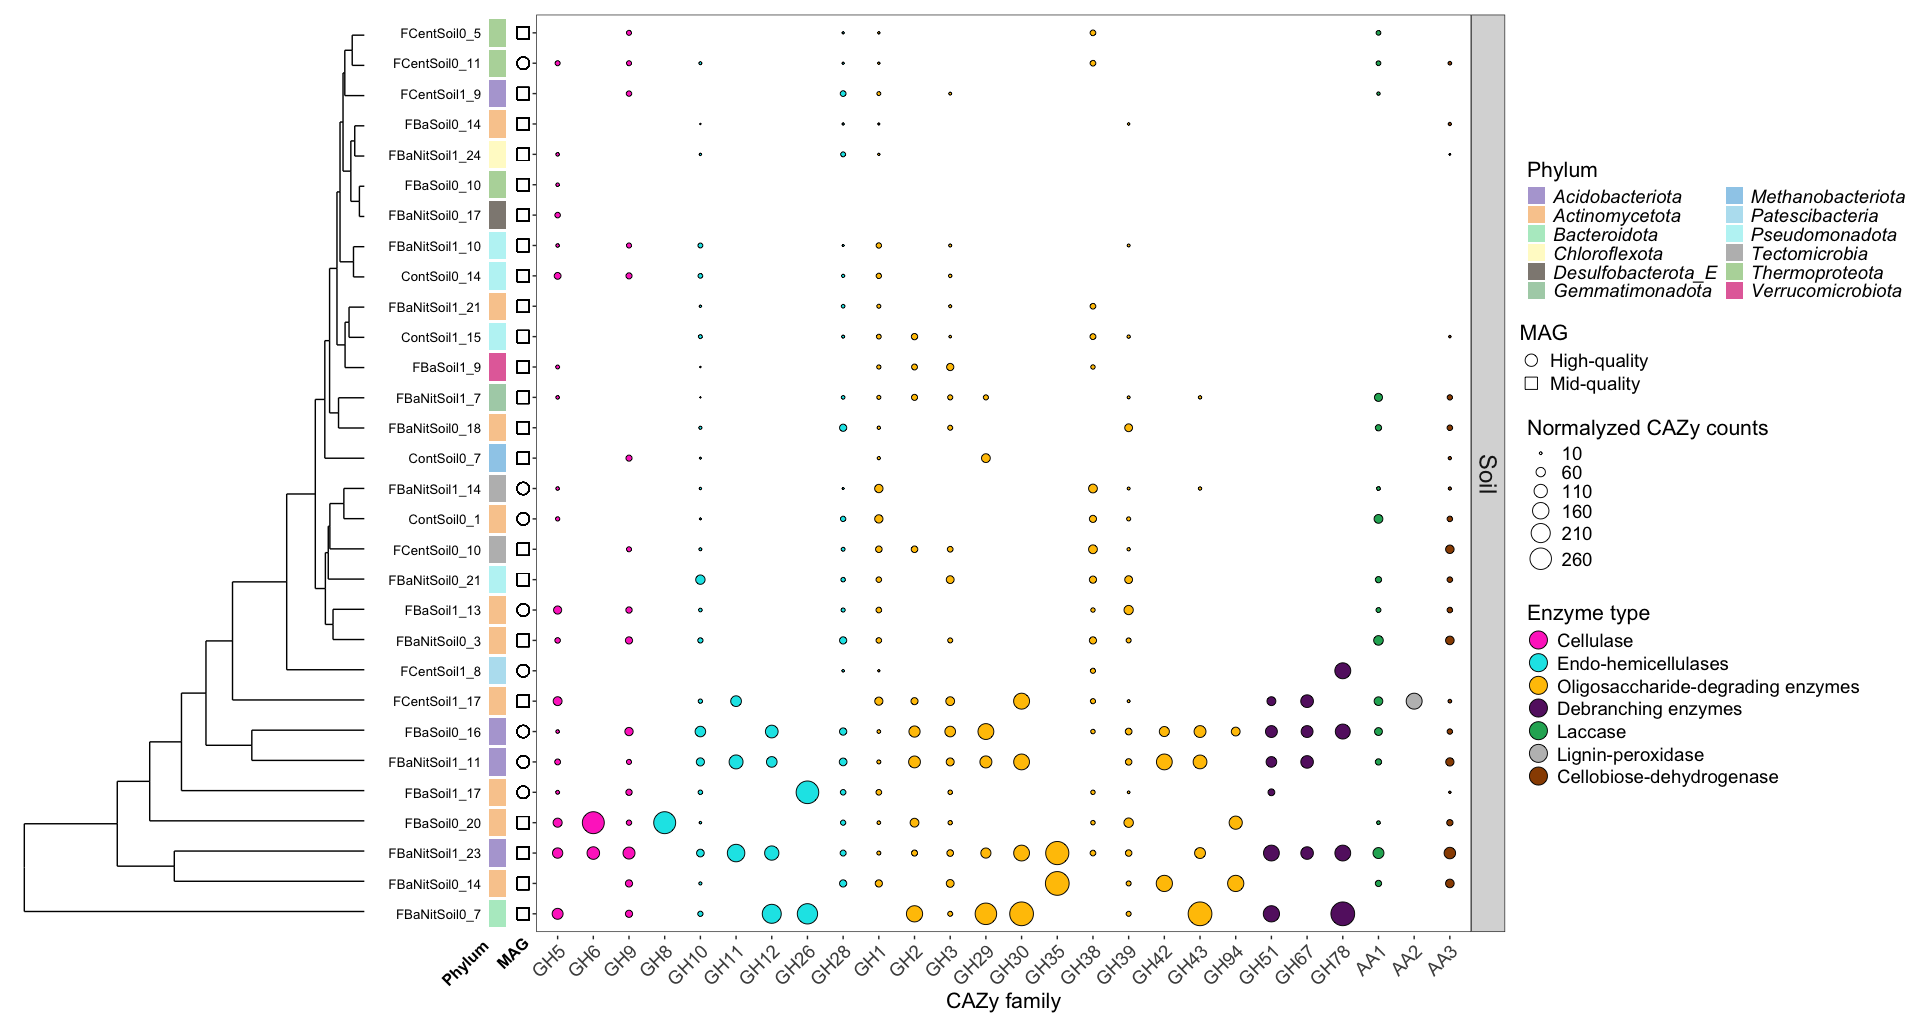 FCentSoil0_5
FCentSoil0_11
FCentSoil1_9
FBaSoil0_14
FBaNitSoil1_24
FBaSoil0_10
FBaNitSoil0_17
FBaNitSoil1_10
ContSoil0_14
FBaNitSoil1_21
ContSoil1_15
FBaSoil1_9
FBaNitSoil1_7
FBaNitSoil0_18
ContSoil0_7
FBaNitSoil1_14
ContSoil0_1
FCentSoil0_10
FBaNitSoil0_21
FBaSoil1_13
FBaNitSoil0_3
FCentSoil1_8
FCentSoil1_17
FBaSoil0_16
FBaNitSoil1_11
FBaSoil1_17
FBaSoil0_20
FBaNitSoil1_23
FBaNitSoil0_14
FBaNitSoil0_7
Phylum MAG GH5 GH6 GH9 GH8 GH10 GH11 GH12 GH26 GH28 GH1 GH2 GH3 GH29 GH30 GH35 GH38 GH39 GH42 GH43 GH94 GH51 GH67 GH78 AA1 AA2 AA3
CAZy family
Soil
Phylum
Acidobacteriota Methanobacteriota
Actinomycetota Patescibacteria
Bacteroidota Pseudomonadota
Chloroflexota Tectomicrobia
Desulfobacterota_E Thermoproteota
Gemmatimonadota Verrucomicrobiota
MAG
High-quality
Mid-quality
Normalized CAZy counts
10
60
110
160
210
260
Enzyme type
Cellulase
Endo-hemicellulases
Oligosaccharide-degrading enzymes
Debranching enzymes
Laccase
Lignin-peroxidase
Cellobiose-dehydrogenase